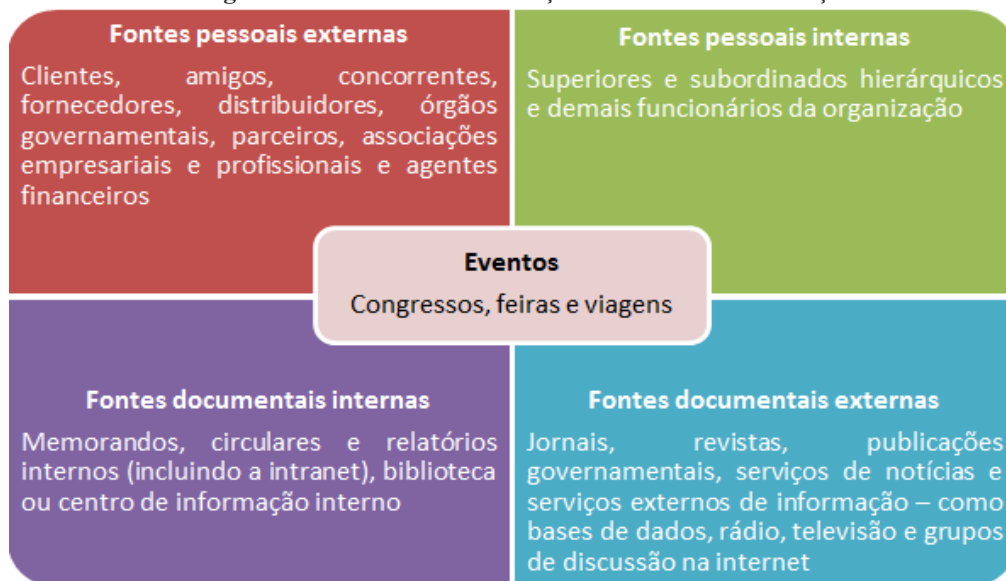 Fontes pessoais externas
Clientes, amigos, concorrentes,
fornecedores, distribuidores, órgãos
governamentais, parceiros, associações
empresariais e profissionais e agentes
financeiros
Fontes pessoais internas
Superiores e subordinados hierárquicos
e demais funcionários da organização
Eventos
Congressos, feiras e viagens
Fontes documentais internas
Memorandos, circulares e relatórios
internos (incluindo a intranet), biblioteca
ou centro de informação interno
Fontes documentais externas
Jornais, revistas, publicações
governamentais, serviços de notícias e
serviços externos de informação – como
bases de dados, rádio, televisão e grupos
de discussão na internet